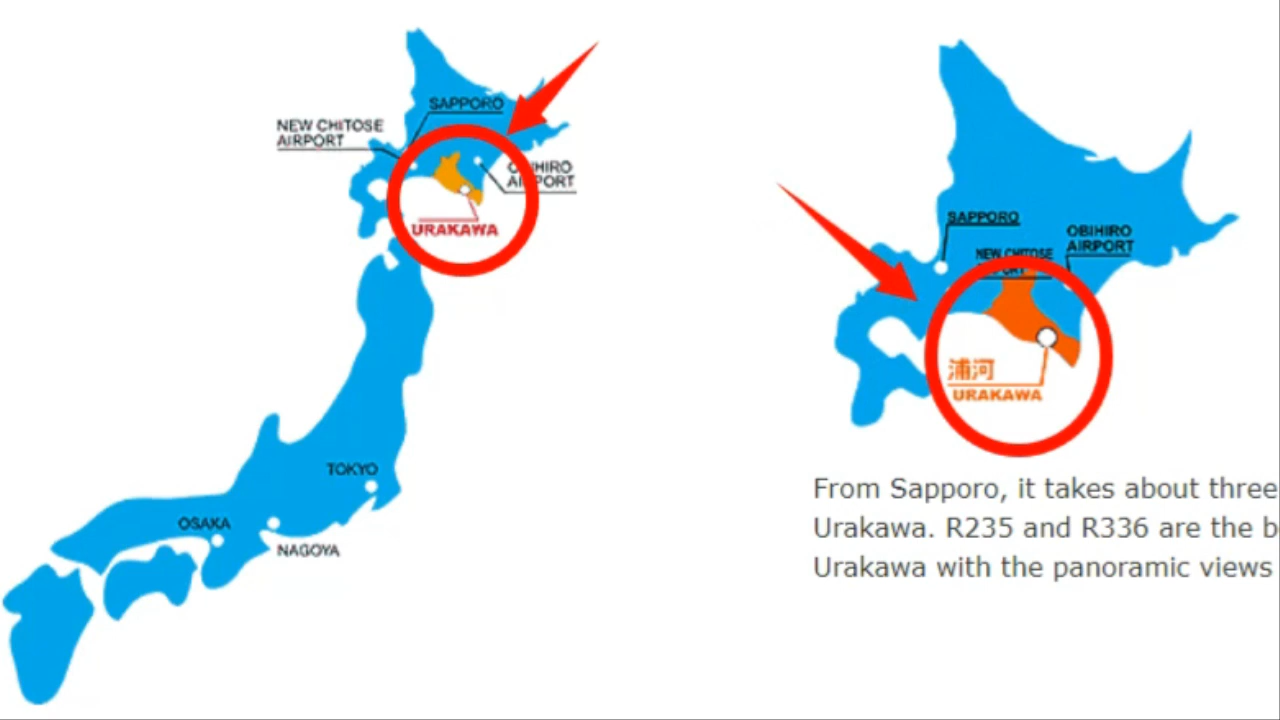 SAPPORO
NEW CHITOSE
AIRPORT
OBIHIRO
AIRPORT
URAKAWA
TOKYO
OSAKA
NAGOYA
SAPPORO
OBIHIRO
AIRPORT
NEW CHITOSE
浦河
URAKAWA
From Sapporo, it takes about three
Urakawa. R235 and R336 are the b
Urakawa with the panoramic views